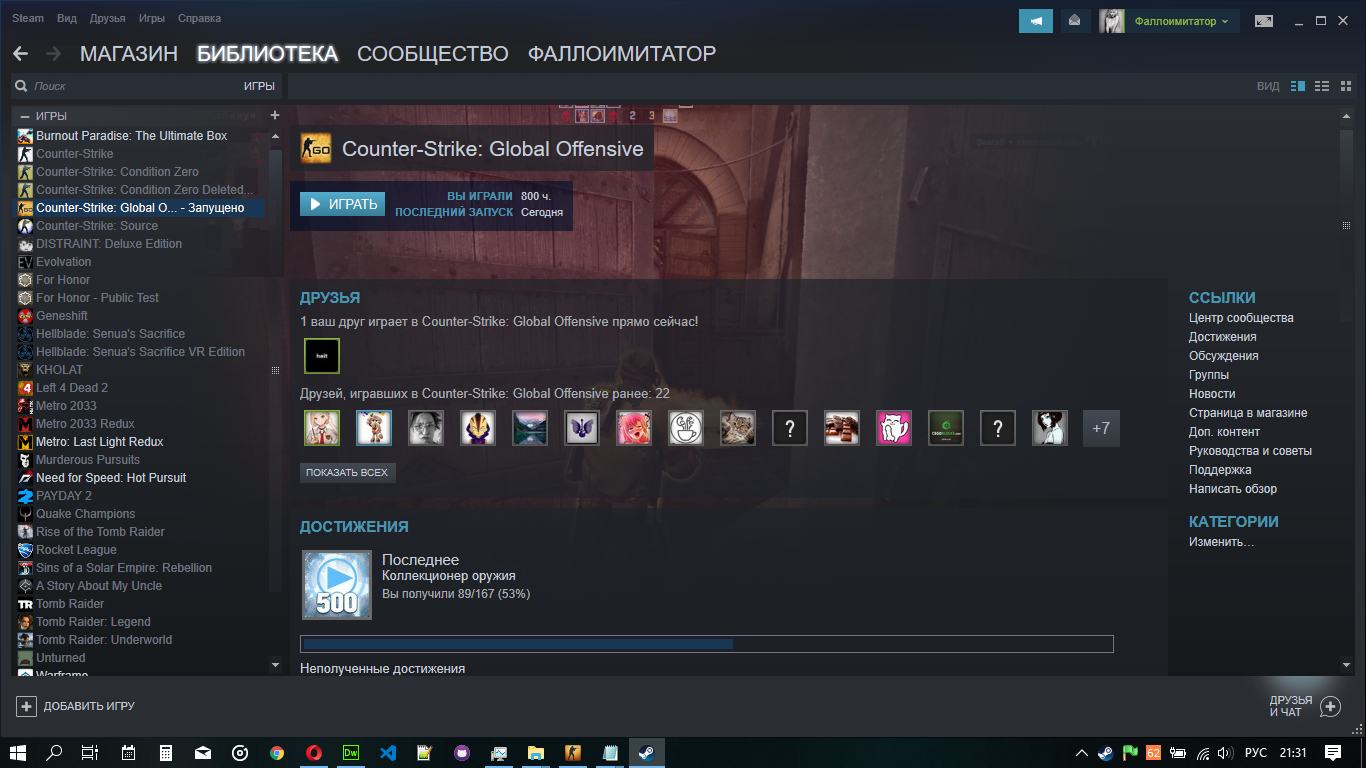 Steam Вид Друзья Игры Справка
Фаллоимитатор
МАГАЗИН БИБЛИОТЕКА СООБЩЕСТВО ФАЛЛОИМИТАТОР
Поиск ИГРЫ ВИД
ИГРЫ
Burnout Paradise: The Ultimate Box
Counter-Strike
Counter-Strike: Condition Zero
Counter-Strike: Condition Zero Deleted...
Counter-Strike: Global O... - Запущено
Counter-Strike: Source
DISTRAINT: Deluxe Edition
Evolvation
For Honor
For Honor - Public Test
Geneshift
Hellblade: Senua's Sacrifice
Hellblade: Senua's Sacrifice VR Edition
KHOLAT
Left 4 Dead 2
Metro 2033
Metro 2033 Redux
Metro: Last Light Redux
Murderous Pursuits
Need for Speed: Hot Pursuit
PAYDAY 2
Quake Champions
Rise of the Tomb Raider
Rocket League
Sins of a Solar Empire: Rebellion
A Story About My Uncle
Tomb Raider
Tomb Raider: Legend
Tomb Raider: Underworld
Unturned
Warframe
2 3
GO
Counter-Strike: Global Offensive
ИГРАТЬ
ВЫ ИГРАЛИ 800 ч.
ПОСЛЕДНИЙ ЗАПУСК Сегодня
ДРУЗЬЯ
1 ваш друг играет в Counter-Strike: Global Offensive прямо сейчас!
hait
Друзей, игравших в Counter-Strike: Global Offensive ранее: 22
? ? +7
ПОКАЗАТЬ ВСЕХ
ДОСТИЖЕНИЯ
500
Последнее
Коллекционер оружия
Вы получили 89/167 (53%)
Неполученные достижения
ССЫЛКИ
Центр сообщества
Достижения
Обсуждения
Группы
Новости
Страница в магазине
Доп. контент
Руководства и советы
Поддержка
Написать обзор
КАТЕГОРИИ
Изменить...
ДОБАВИТЬ ИГРУ
ДРУЗЬЯ
И ЧАТ
Dw
62 РУС 21:31